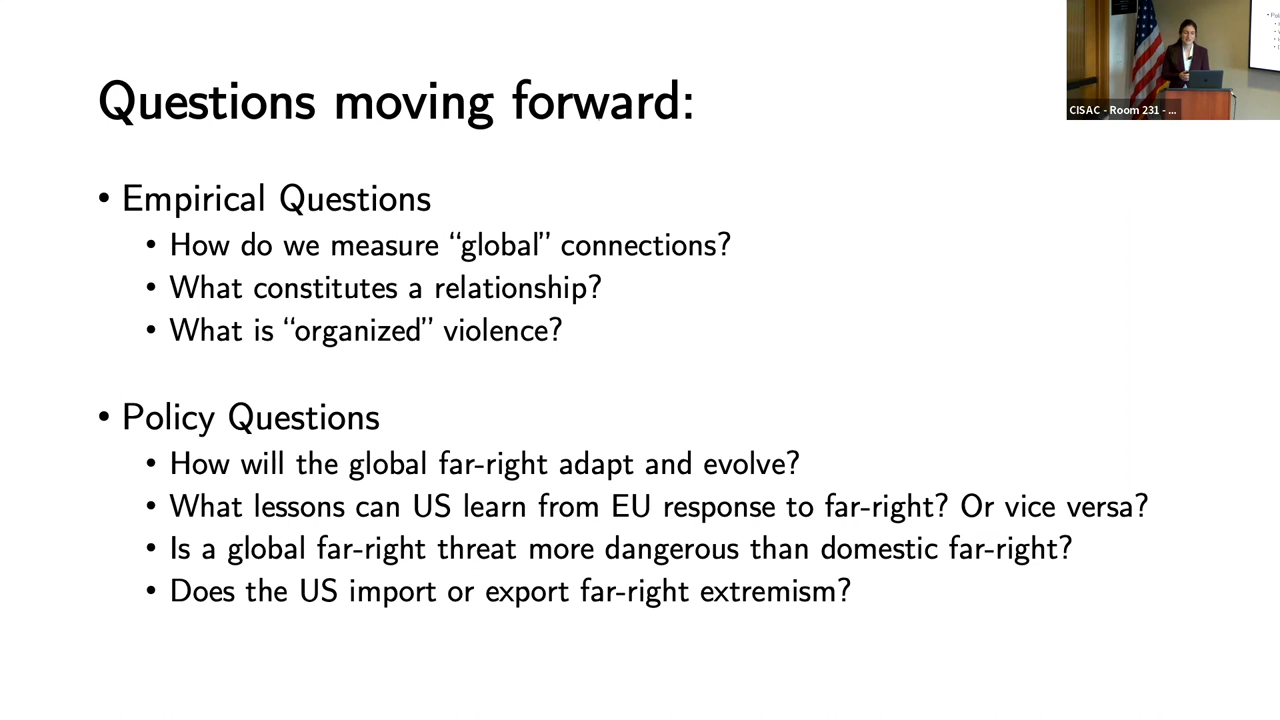 CISAC - Room 231 - ...
Questions moving forward:
• Empirical Questions
• How do we measure “global” connections?
• What constitutes a relationship?
• What is “organized” violence?
• Policy Questions
• How will the global far-right adapt and evolve?
• What lessons can US learn from EU response to far-right? Or vice versa?
• Is a global far-right threat more dangerous than domestic far-right?
• Does the US import or export far-right extremism?